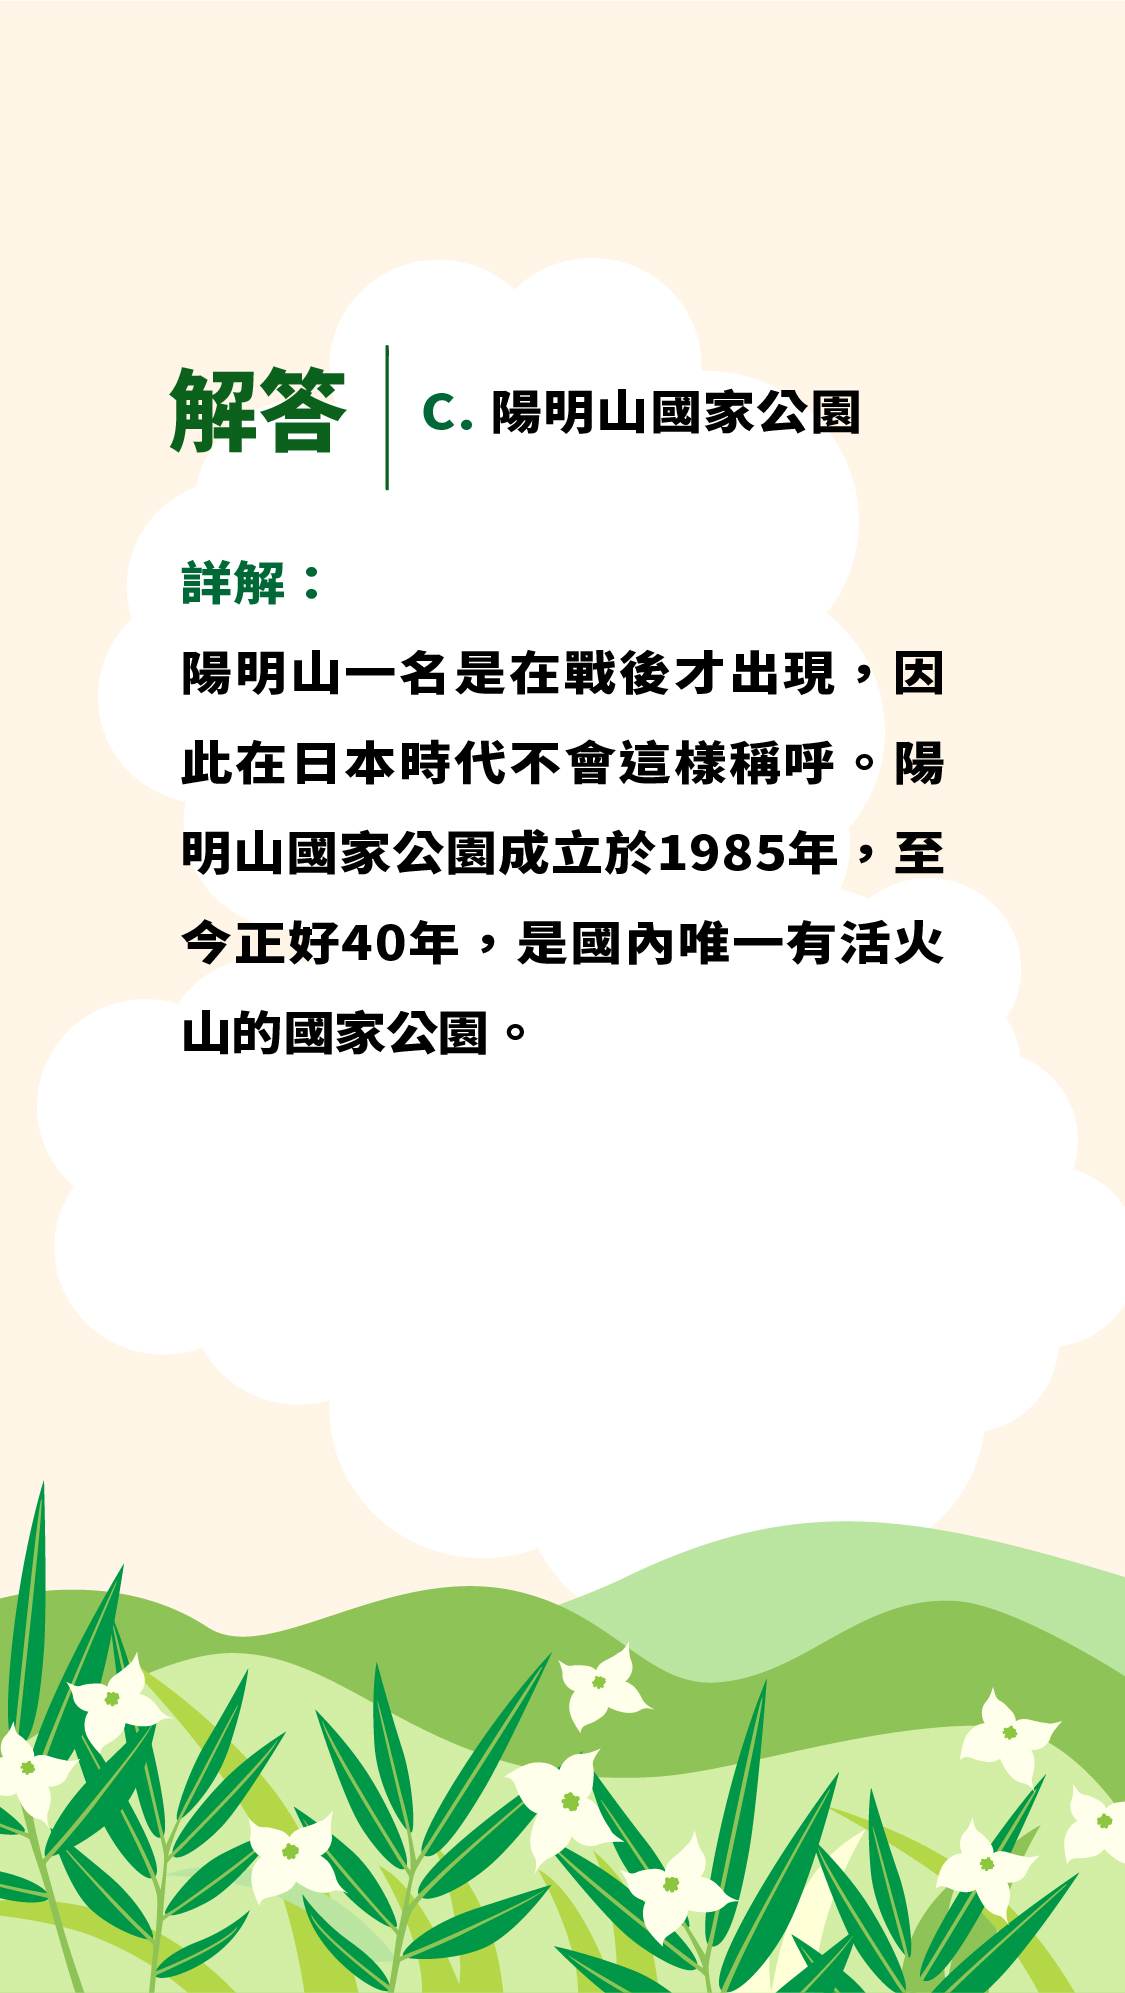 解答
C. 陽明山國家公園
詳解：
陽明山一名是在戰後才出現，因
此在日本時代不會這樣稱呼。陽
明山國家公園成立於1985年，至
今正好40年，是國內唯一有活火
山的國家公園。